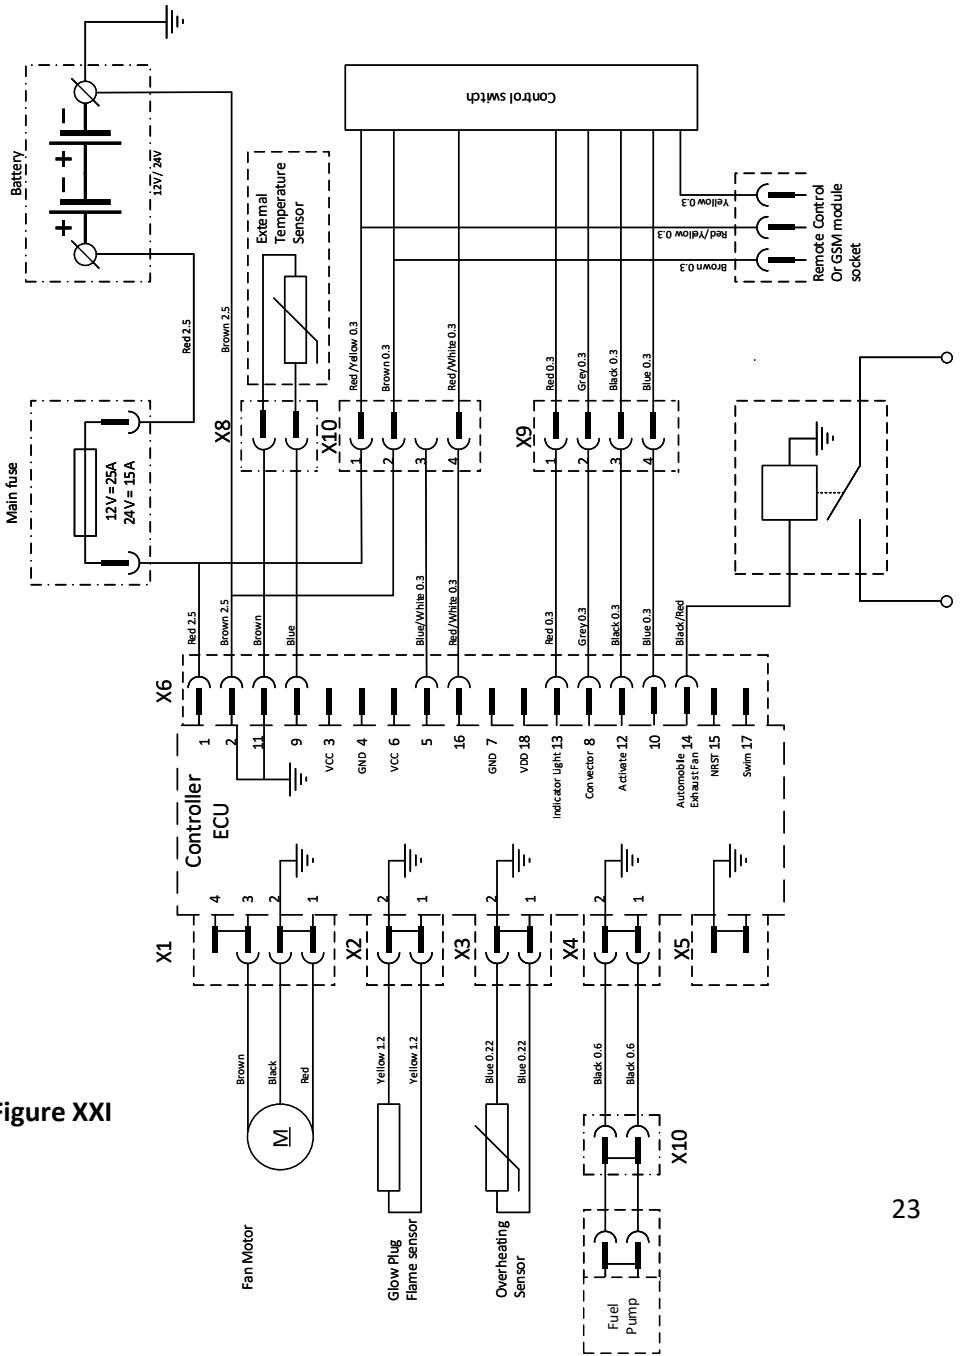 Battery
12V/ 24V
Main fuse
12V = 25A
24V = 15A
Red 2.5
Brown 2.5
External
Temperature
Sensor
Control switch
Yellow 0.3
Red/Yellow 0.3
Brown 0.3
Remote Control
Or GSM module
socket
X8
X10
1
2
3
4
Red/Yellow 0.3
Brown 0.3
Red/White 0.3
X9
1
2
3
4
Red 0.3
Grey 0.3
Black 0.3
Blue 0.3
Red 2.5
Brown 2.5
Brown
Blue
Blue/White 0.3
Red/White 0.3
Red 0.3
Grey 0.3
Black 0.3
Blue 0.3
Black/Red
X6
1
2
11
9
VCC 3
GND 4
VCC 6
5
16
GND 7
VDD 18
Indicator Light 13
Convector 8
Activate 12
10
14
Automobile
Exhaust Fan
NRST 15
Swim 17
Controller
ECU
X1
4
3
2
1
X2
2
1
X3
2
1
X4
2
1
X5
Brown
Black
Red
M
Fan Motor
Yellow 1.2
Yellow 1.2
Glow Plug
Flame sensor
Blue 0.22
Blue 0.22
Overheating
Sensor
Black 0.6
Black 0.6
X10
Fuel
Pump
igure XXI
23